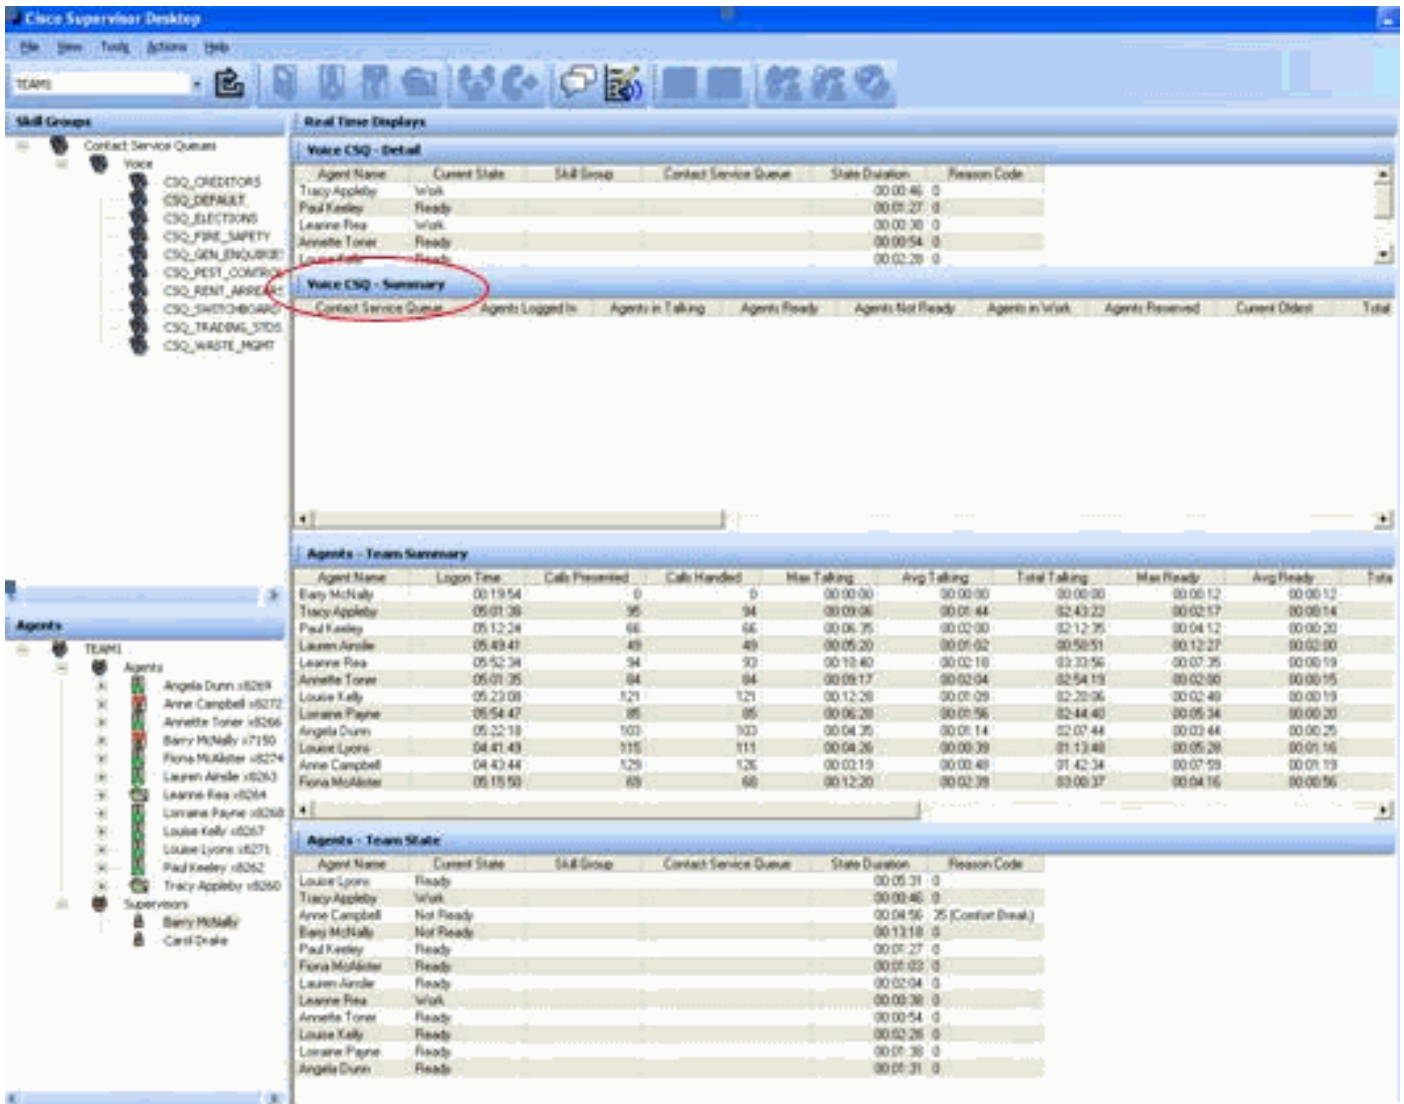 Cisco Supervisor Desktop
File View Tools Actions Help
TEAM1
Skill Groups
Contact Service Queues
Voice
CSQ_CREDITORS
CSQ_DEFAULT
CSQ_ELECTIONS
CSQ_FIRE_SAFETY
CSQ_GEN_ENQUIRIE
CSQ_PEST_CONTROL
CSQ_RENT_ARREARS
CSQ_SWITCHBOARD
CSQ_TRADING_STDS
CSQ_WASTE_MGMT
Real Time Displays
Voice CSQ - Detail
Agent Name Current State Skill Group Contact Service Queue State Duration Reason Code
Tracy Appleby Work 00:00:46 0
Paul Keeley Ready 00:01:27 0
Leanne Rea Work 00:00:38 0
Annette Toner Ready 00:00:54 0
Louise Kelly Ready 00:02:28 0
Voice CSQ - Summary
Contact Service Queue Agents Logged In Agents in Talking Agents Ready Agents Not Ready Agents in Work Agents Reserved Current Oldest Total
Agents - Team Summary
Agent Name Logon Time Calls Presented Calls Handled Max Talking Avg Talking Total Talking Max Ready Avg Ready Tota
Barry McNally 00:19:54 0 0 00:00:00 00:00:00 00:00:00 00:00:12 00:00:12
Tracy Appleby 05:01:38 95 94 00:09:06 00:01:44 02:43:22 00:02:17 00:00:14
Paul Keeley 05:12:24 66 66 00:06:35 00:02:00 02:12:35 00:04:12 00:00:20
Lauren Ainslie 05:49:41 49 49 00:05:20 00:01:02 00:50:51 00:12:27 00:02:00
Leanne Rea 05:52:34 94 93 00:10:40 00:02:18 03:33:56 00:07:35 00:00:19
Annette Toner 05:01:35 84 84 00:09:17 00:02:04 02:54:19 00:02:00 00:00:15
Louise Kelly 05:23:08 121 121 00:12:28 00:01:09 02:20:06 00:02:48 00:00:19
Lorraine Payne 05:54:47 85 85 00:06:28 00:01:56 02:44:40 00:05:34 00:00:20
Angela Dunn 05:22:18 103 103 00:04:35 00:01:14 02:07:44 00:03:44 00:00:25
Louise Lyons 04:41:49 115 111 00:04:26 00:00:39 01:13:48 00:05:28 00:01:16
Anne Campbell 04:43:44 129 126 00:03:19 00:00:48 01:42:34 00:07:59 00:01:19
Fiona McAlister 05:15:50 69 68 00:12:20 00:02:39 03:00:37 00:04:16 00:00:56
Agents
TEAM1
Agents
Angela Dunn x8269
Anne Campbell x8272
Annette Toner x8266
Barry McNally x7150
Fiona McAlister x8274
Lauren Ainslie x8263
Leanne Rea x8264
Lorraine Payne x8268
Louise Kelly x8267
Louise Lyons x8271
Paul Keeley x8262
Tracy Appleby x8260
Supervisors
Barry McNally
Carol Drake
Agents - Team State
Agent Name Current State Skill Group Contact Service Queue State Duration Reason Code
Louise Lyons Ready 00:05:31 0
Tracy Appleby Work 00:00:46 0
Anne Campbell Not Ready 00:04:56 35 (Comfort Break)
Barry McNally Not Ready 00:13:18 0
Paul Keeley Ready 00:01:27 0
Fiona McAlister Ready 00:01:03 0
Lauren Ainslie Ready 00:02:04 0
Leanne Rea Work 00:00:38 0
Annette Toner Ready 00:00:54 0
Louise Kelly Ready 00:02:28 0
Lorraine Payne Ready 00:01:38 0
Angela Dunn Ready 00:01:31 0